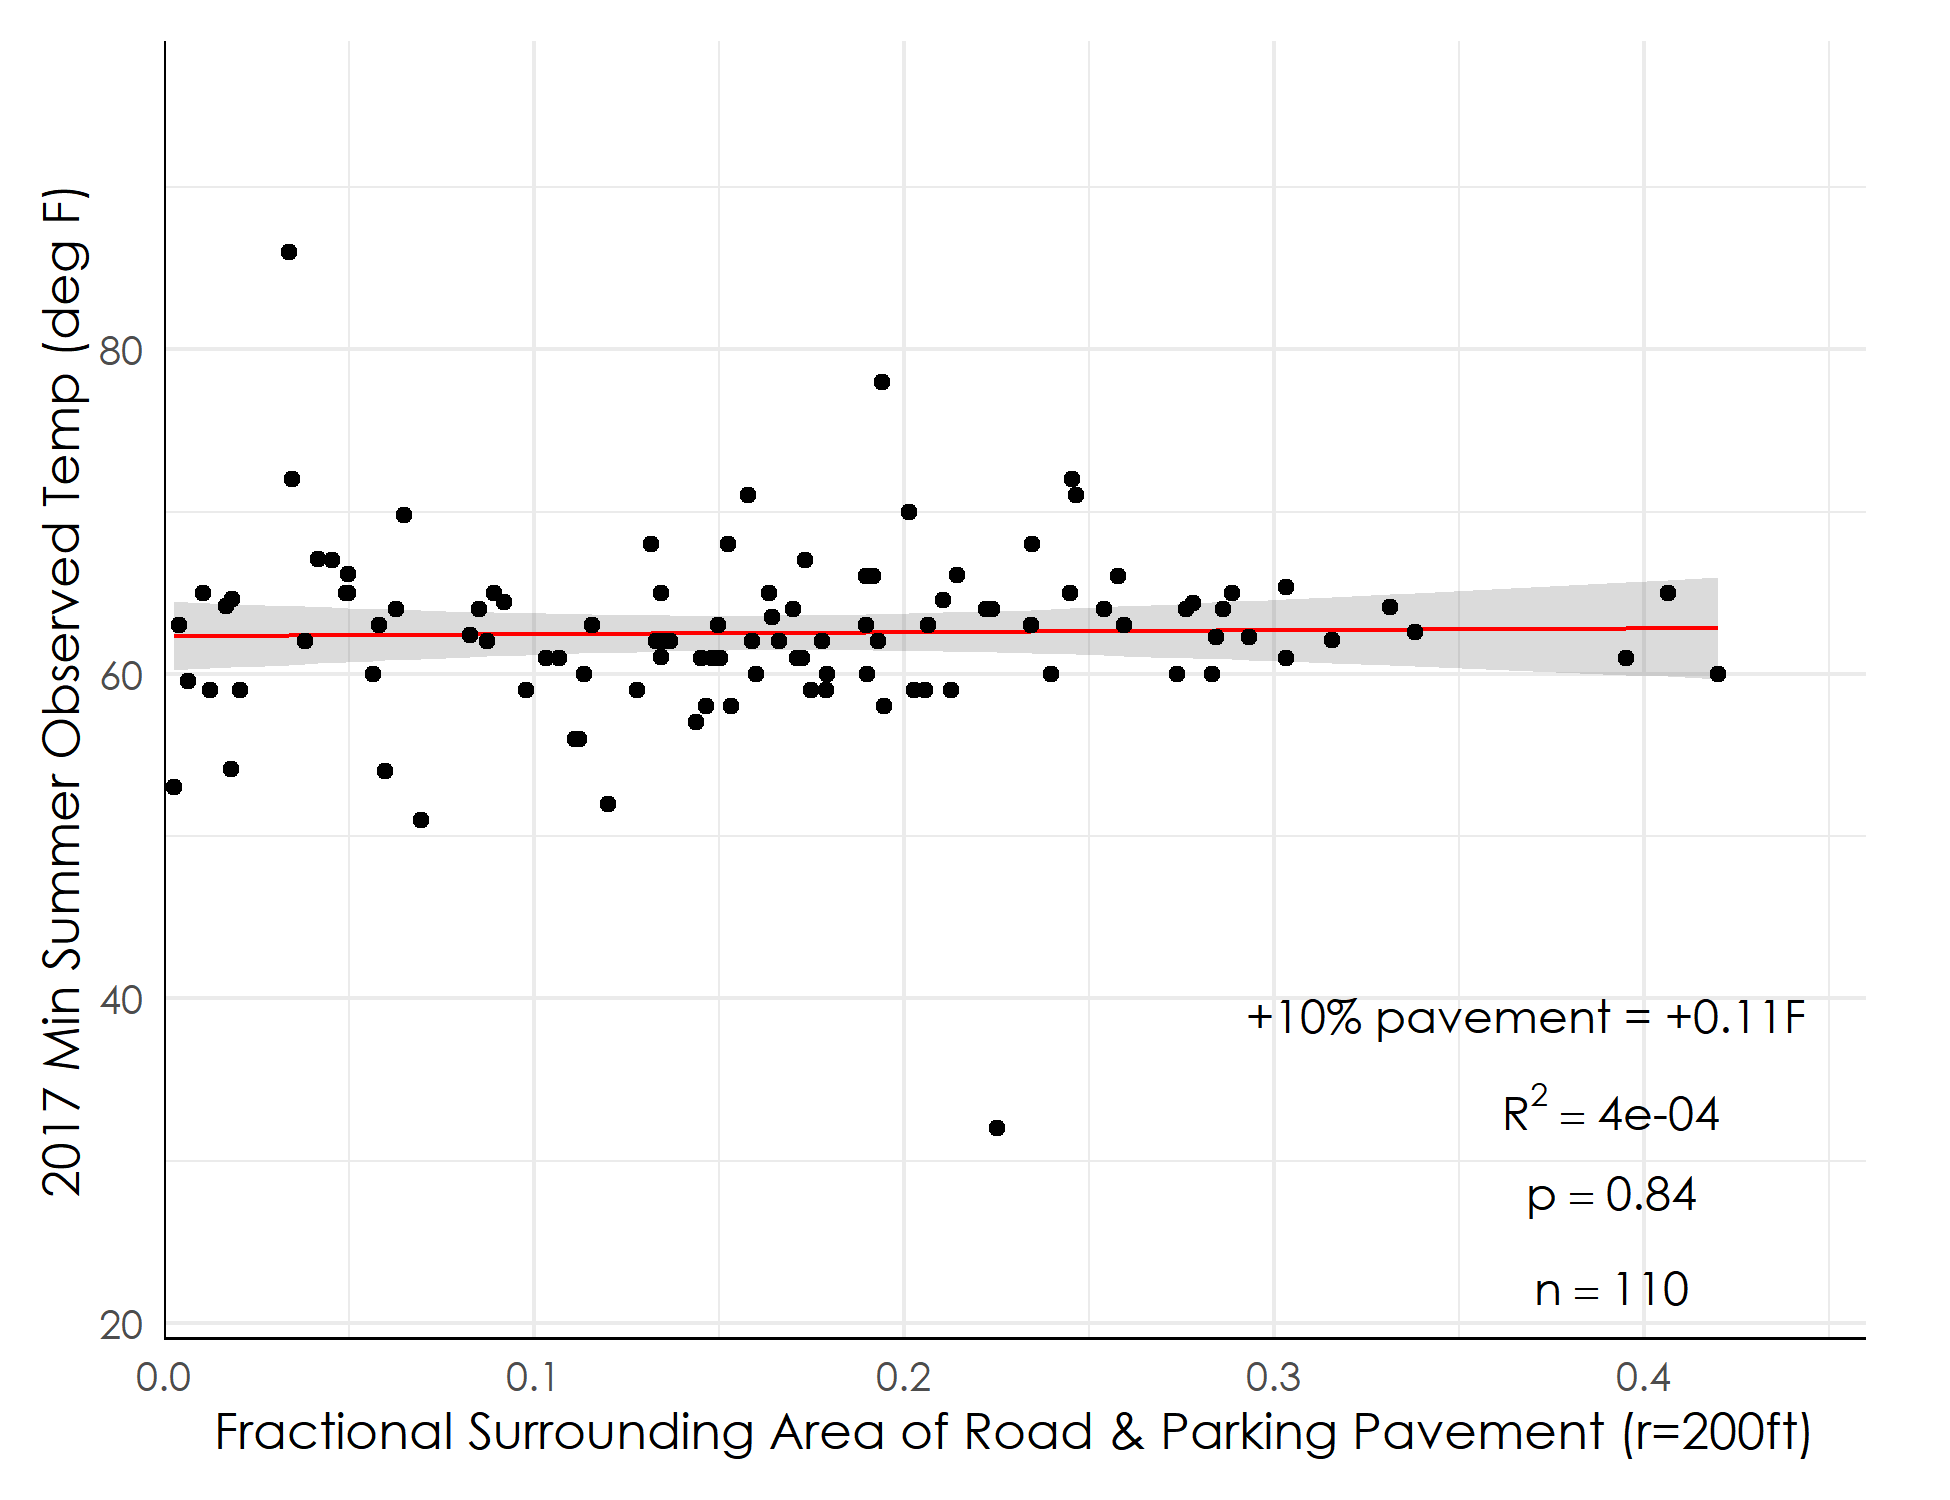 2017 Min Summer Observed Temp (deg F)
80
60
40
20
+10% pavement = +0.11F
R² = 4e-04
p = 0.84
n = 110
0.0 0.1 0.2 0.3 0.4
Fractional Surrounding Area of Road & Parking Pavement (r=200ft)